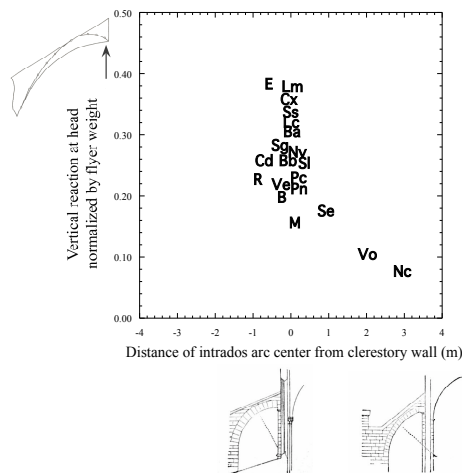 0.50
0.40
0.30
0.20
0.10
0.00
Vertical reaction at head
normalized by flyer weight
E Lm
Cx
Ss
Lc
Ba
Sg
Nv
Cd Bb Sl
R Ve Pc
Pn
B
Se
M
Vo
Nc
-4 -2 -1 0 1 2 3 4
Distance of intrados arc center from clerestory wall (m)